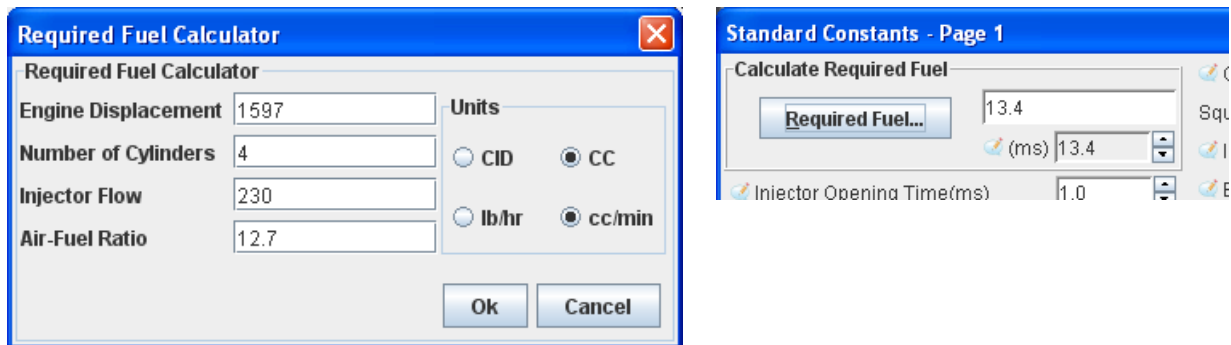 Required Fuel Calculator
Required Fuel Calculator
Engine Displacement 1597
Number of Cylinders 4
Injector Flow 230
Air-Fuel Ratio 12.7
Units
CID CC
lb/hr cc/min
Ok Cancel
Standard Constants - Page 1
Calculate Required Fuel
Required Fuel... 13.4
(ms) 13.4
Injector Opening Time(ms) 1.0